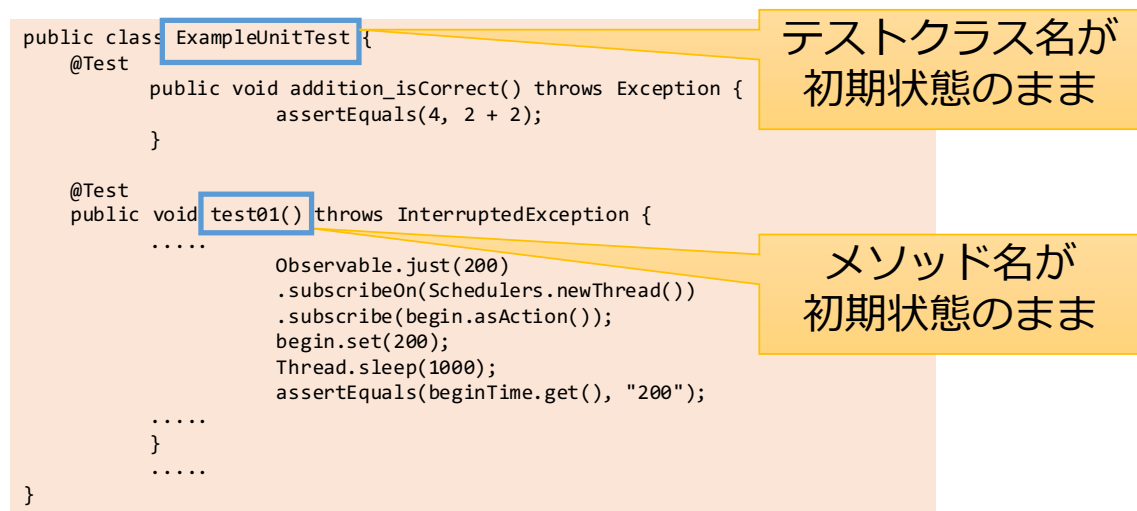 public class ExampleUnitTest {
@Test
public void addition_isCorrect() throws Exception {
assertEquals(4, 2 + 2);
}
@Test
public void test01() throws InterruptedException {
.....
Observable.just(200)
.subscribeOn(Schedulers.newThread())
.subscribe(begin.asAction());
begin.set(200);
Thread.sleep(1000);
assertEquals(beginTime.get(), "200");
.....
}
.....
}
テストクラス名が
初期状態のまま
メソッド名が
初期状態のまま